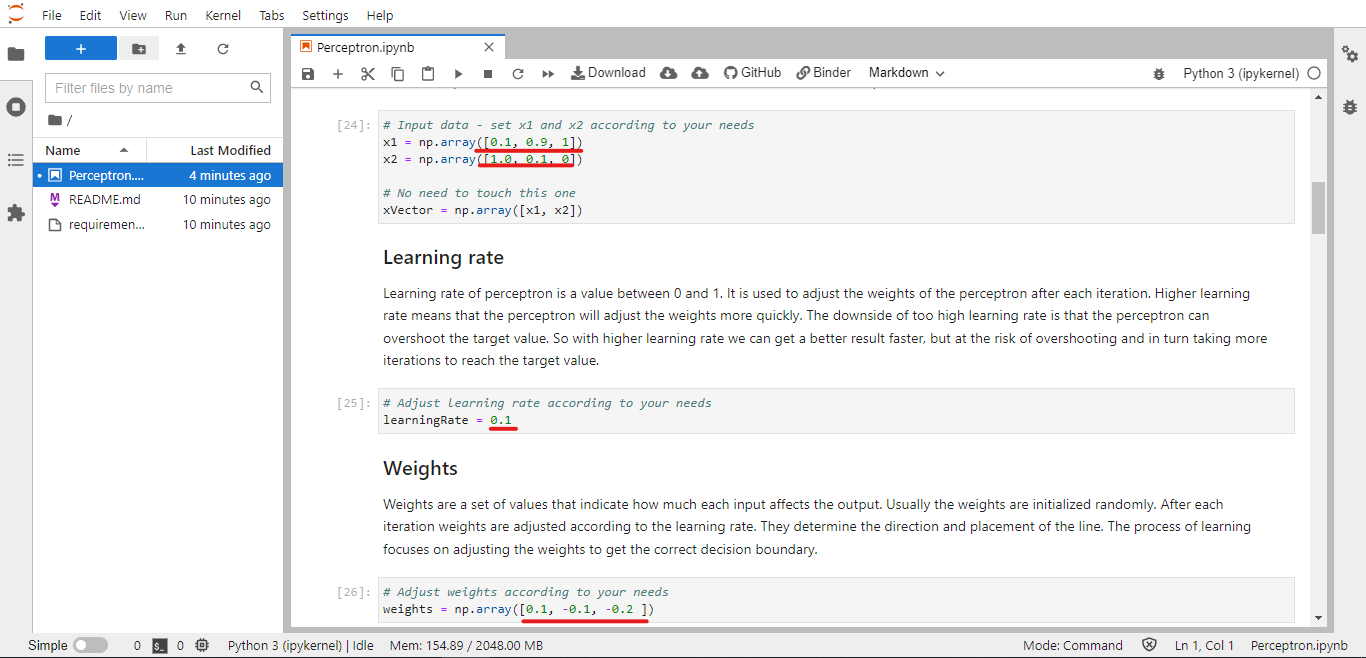 File Edit View Run Kernel Tabs Settings Help
Filter files by name
/
Name Last Modified
Perceptron.... 4 minutes ago
README.md 10 minutes ago
requiremen... 10 minutes ago
Perceptron.ipynb
Download GitHub Binder Markdown Python 3 (ipykernel)
[24]: # Input data - set x1 and x2 according to your needs
x1 = np.array([0.1, 0.9, 1])
x2 = np.array([1.0, 0.1, 0])
# No need to touch this one
xVector = np.array([x1, x2])
Learning rate
Learning rate of perceptron is a value between 0 and 1. It is used to adjust the weights of the perceptron after each iteration. Higher learning
rate means that the perceptron will adjust the weights more quickly. The downside of too high learning rate is that the perceptron can
overshoot the target value. So with higher learning rate we can get a better result faster, but at the risk of overshooting and in turn taking more
iterations to reach the target value.
[25]: # Adjust learning rate according to your needs
learningRate = 0.1
Weights
Weights are a set of values that indicate how much each input affects the output. Usually the weights are initialized randomly. After each
iteration weights are adjusted according to the learning rate. They determine the direction and placement of the line. The process of learning
focuses on adjusting the weights to get the correct decision boundary.
[26]: # Adjust weights according to your needs
weights = np.array([0.1, -0.1, -0.2 ])
Simple 0 $_ 0 Python 3 (ipykernel) | Idle Mem: 154.89 / 2048.00 MB Mode: Command Ln 1, Col 1 Perceptron.ipynb